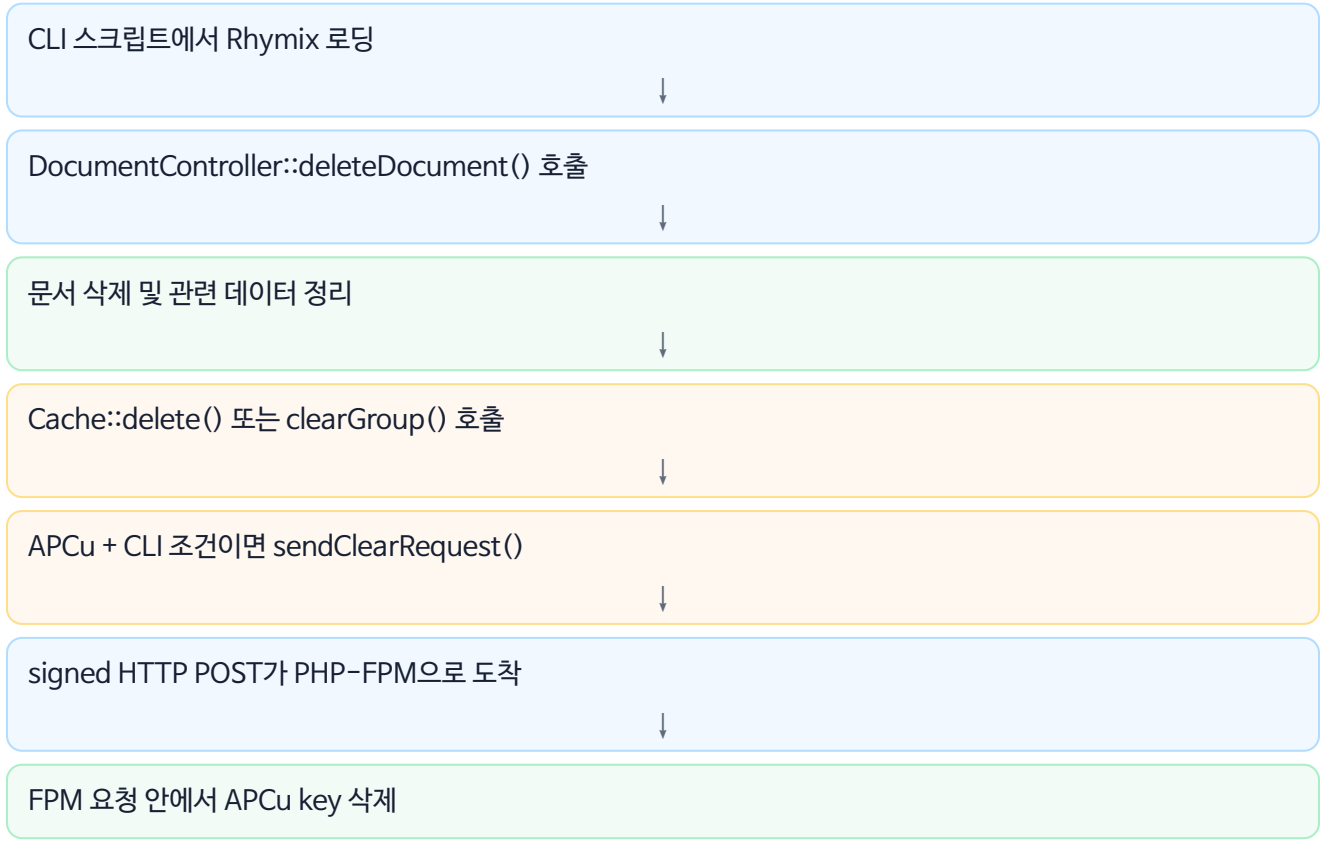 CLI 스크립트에서 Rhymix 로딩
↓
DocumentController::deleteDocument() 호출
↓
문서 삭제 및 관련 데이터 정리
↓
Cache::delete() 또는 clearGroup() 호출
↓
APCu + CLI 조건이면 sendClearRequest()
↓
signed HTTP POST가 PHP-FPM으로 도착
↓
FPM 요청 안에서 APCu key 삭제